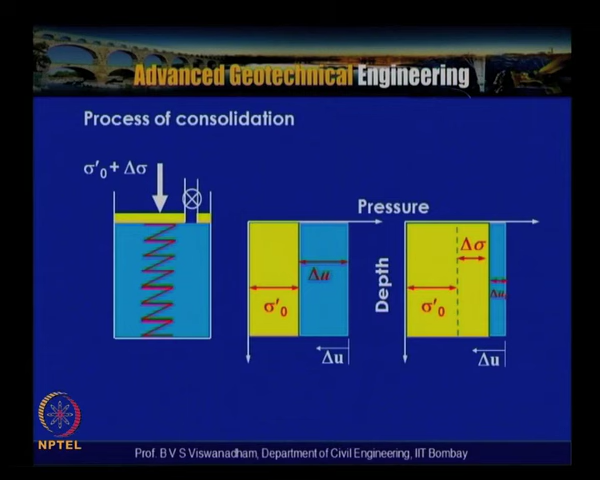 Advanced Geotechnical Engineering
Process of consolidation
σ′₀ + Δσ
Pressure
Depth
Δu
σ′₀
Δu
Δσ
Δu
σ′₀
Δu
NPTEL
Prof. B V S Viswanadham, Department of Civil Engineering, IIT Bombay